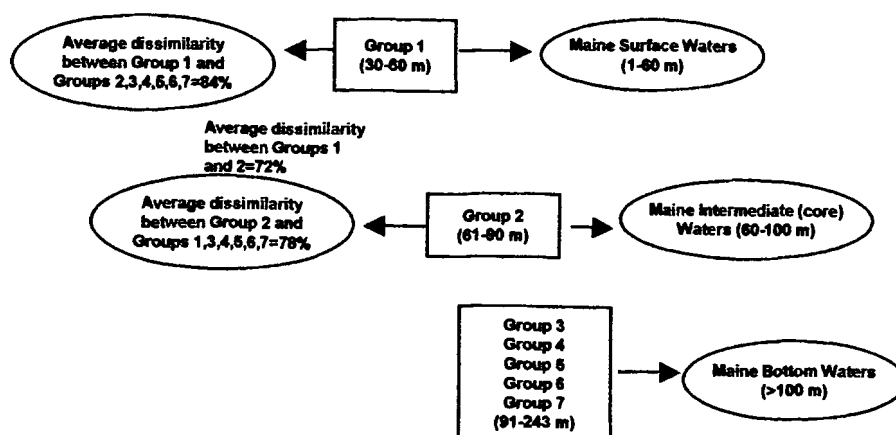 Average dissimilarity
between Group 1 and
Groups 2,3,4,5,6,7=84%
Group 1
(30-60 m)
Maine Surface Waters
(1-60 m)
Average dissimilarity
between Groups 1
and 2=72%
Average dissimilarity
between Group 2 and
Groups 1,3,4,5,6,7=78%
Group 2
(61-90 m)
Maine Intermediate (core)
Waters (60-100 m)
Group 3
Group 4
Group 5
Group 6
Group 7
(91-243 m)
Maine Bottom Waters
(>100 m)